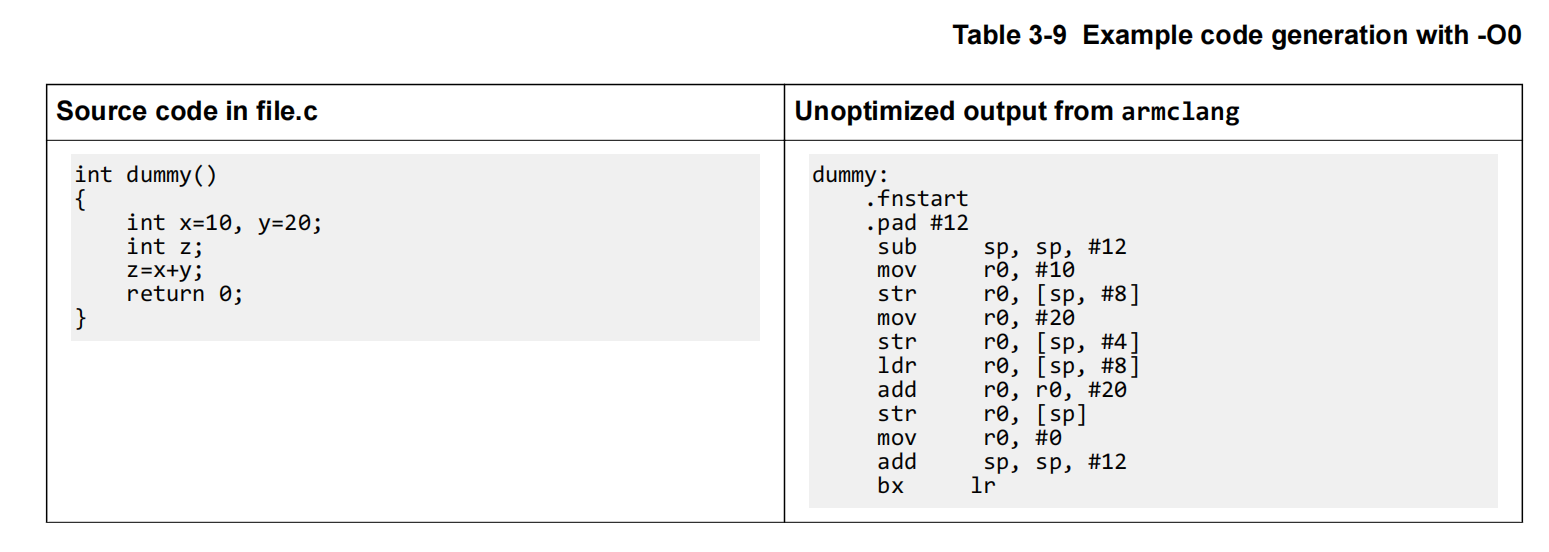 Table 3-9  Example code generation with -O0
Source code in file.c
int dummy()
{
    int x=10, y=20;
    int z;
    z=x+y;
    return 0;
}
Unoptimized output from armclang
dummy:
    .fnstart
    .pad #12
     sub     sp, sp, #12
     mov     r0, #10
     str     r0, [sp, #8]
     mov     r0, #20
     str     r0, [sp, #4]
     ldr     r0, [sp, #8]
     add     r0, r0, #20
     str     r0, [sp]
     mov     r0, #0
     add     sp, sp, #12
     bx     lr